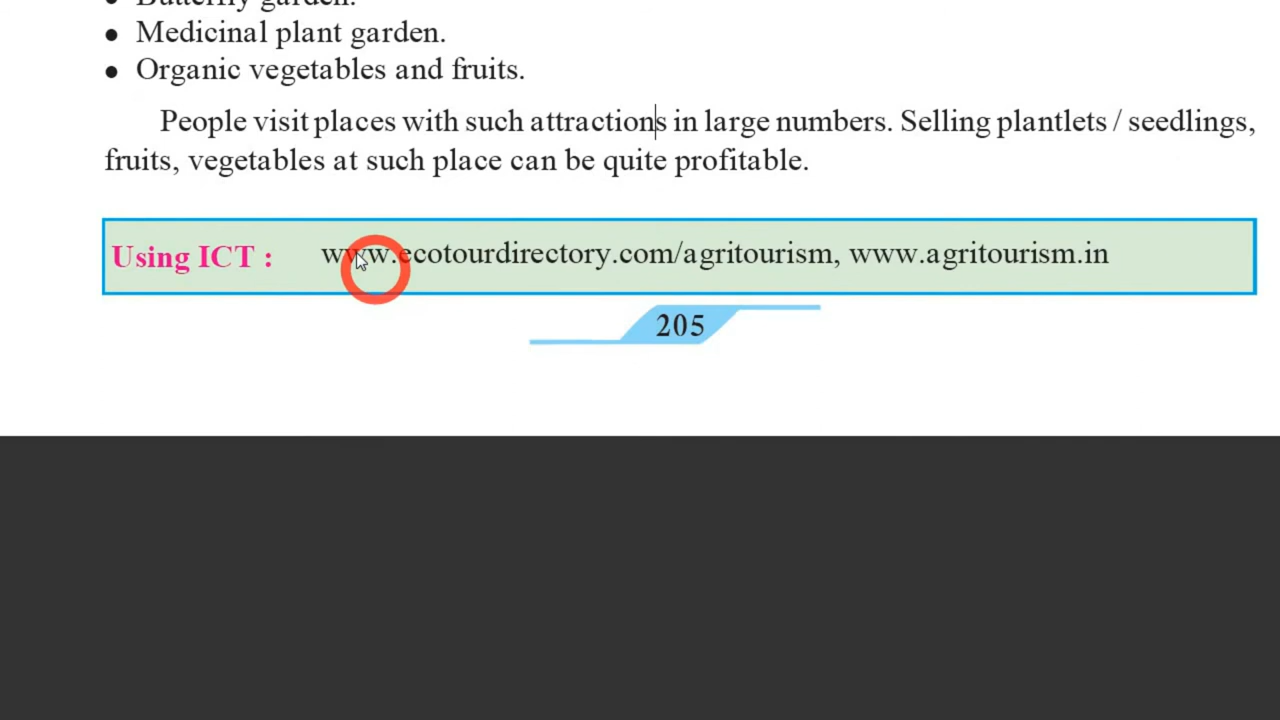 • Butterfly garden.
• Medicinal plant garden.
• Organic vegetables and fruits.
People visit places with such attractions in large numbers. Selling plantlets / seedlings,
fruits, vegetables at such place can be quite profitable.
Using ICT : www.ecotourdirectory.com/agritourism, www.agritourism.in
205